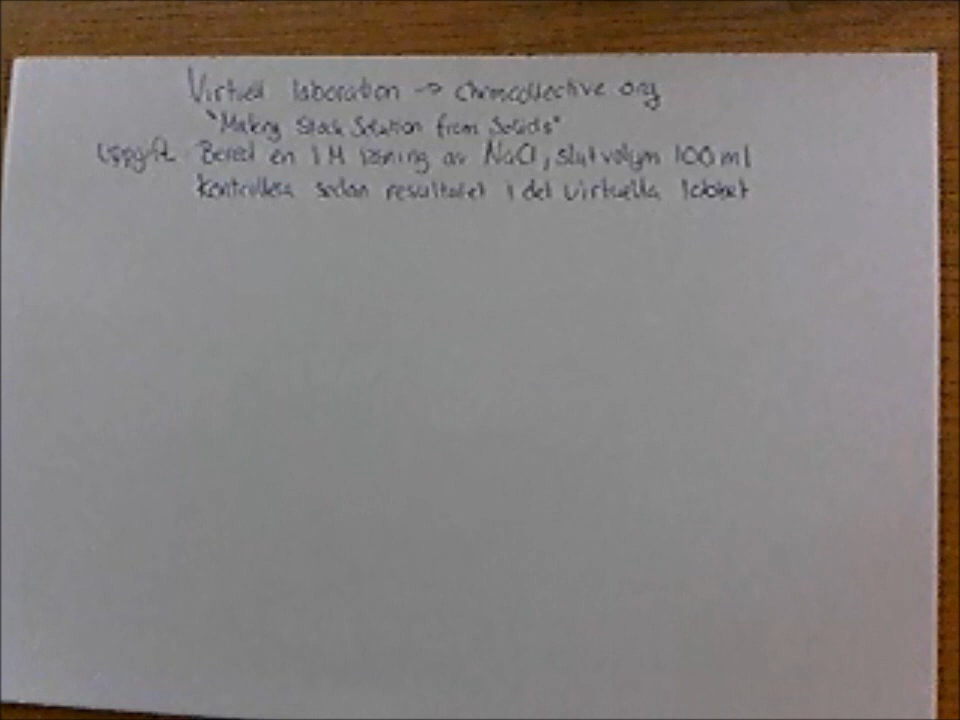 Virtuell laboration -> chemcollective.org
"Making Stock Solution from Solids"
Uppgift Bered en 1 M lösning av NaCl, slutvolym 100 ml
Kontrollera sedan resultatet i det virtuella labbet